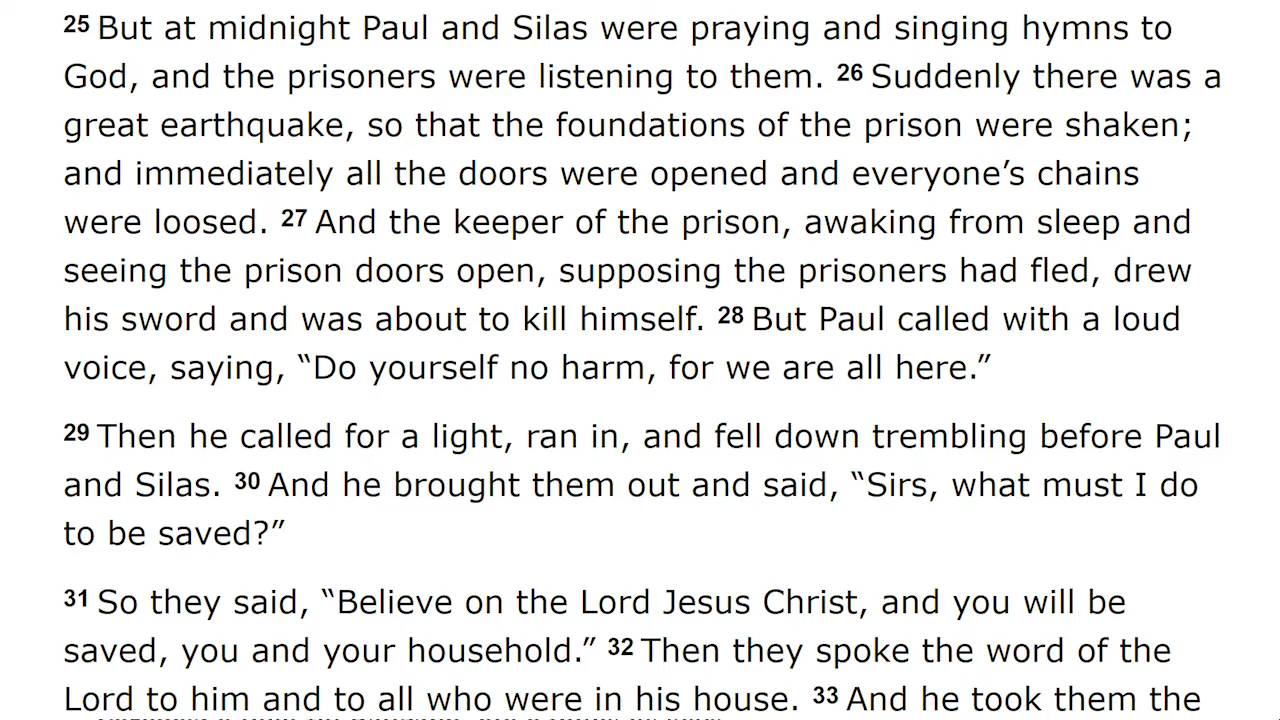 25 But at midnight Paul and Silas were praying and singing hymns to
God, and the prisoners were listening to them. 26 Suddenly there was a
great earthquake, so that the foundations of the prison were shaken;
and immediately all the doors were opened and everyone’s chains
were loosed. 27 And the keeper of the prison, awaking from sleep and
seeing the prison doors open, supposing the prisoners had fled, drew
his sword and was about to kill himself. 28 But Paul called with a loud
voice, saying, “Do yourself no harm, for we are all here.”
29 Then he called for a light, ran in, and fell down trembling before Paul
and Silas. 30 And he brought them out and said, “Sirs, what must I do
to be saved?”
31 So they said, “Believe on the Lord Jesus Christ, and you will be
saved, you and your household.” 32 Then they spoke the word of the
Lord to him and to all who were in his house. 33 And he took them the